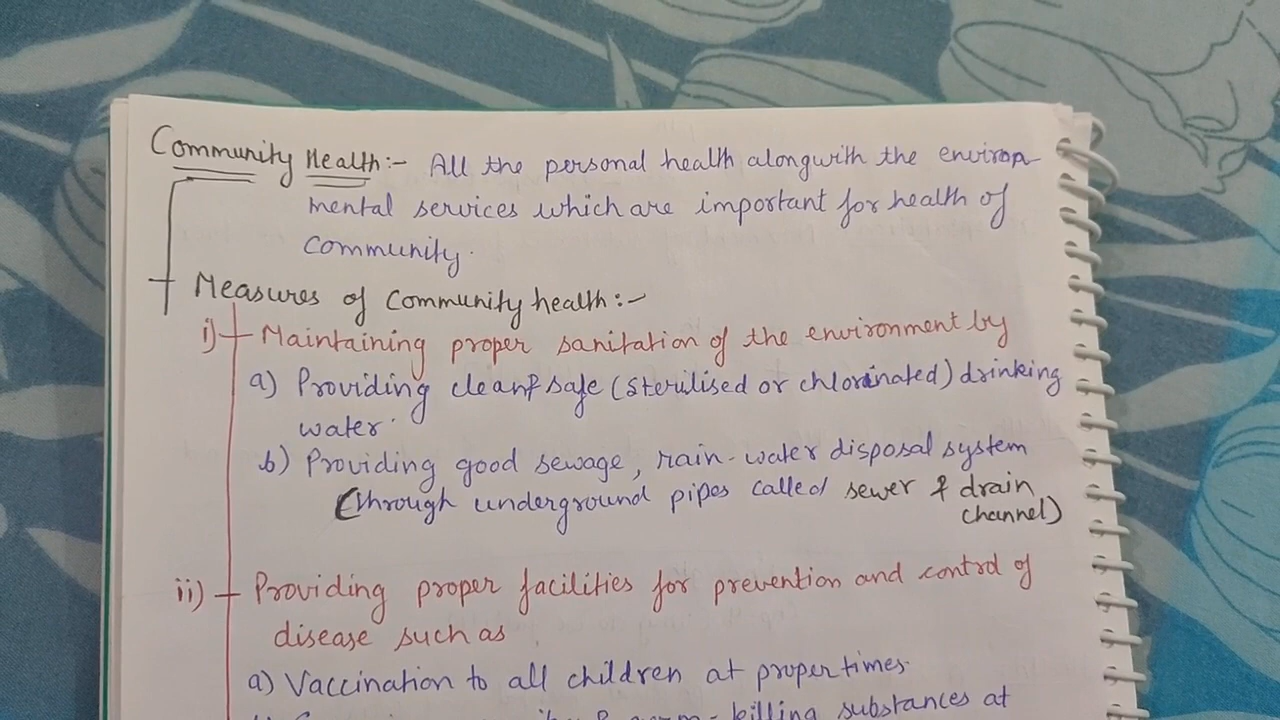 Community Health:- All the personal health alongwith the environ-
mental services which are important for health of
community.
Measures of Community health:-
i) Maintaining proper sanitation of the environment by
a) Providing clean & safe (sterilised or chlorinated) drinking
water.
b) Providing good sewage, rain-water disposal system
(through underground pipes called sewer & drain
channel)
ii) Providing proper facilities for prevention and control of
disease such as
a) Vaccination to all children at proper times.
killing substances at